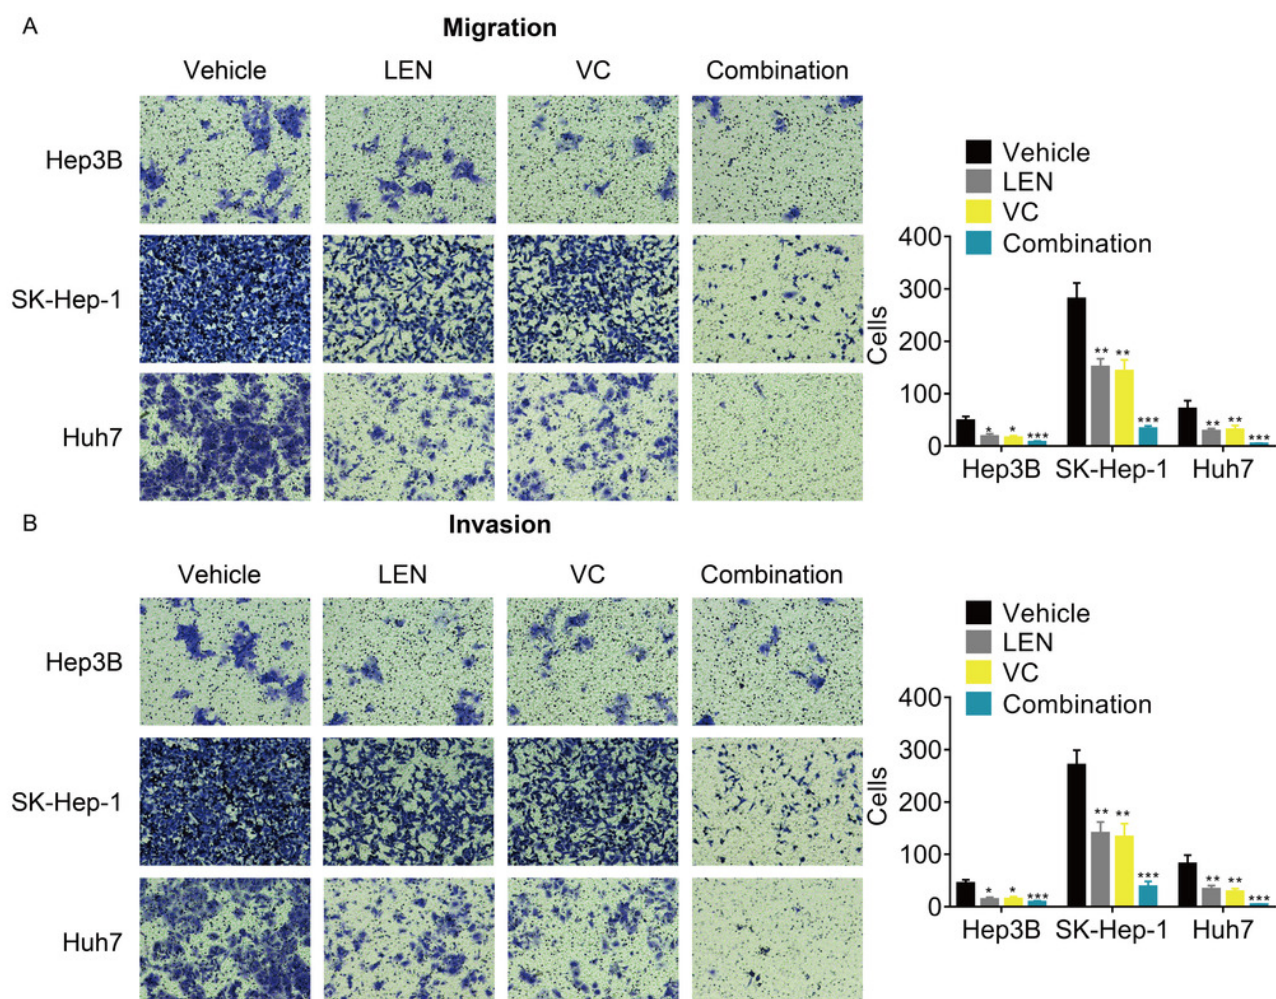 A
Migration
Vehicle LEN VC Combination
Hep3B
SK-Hep-1
Huh7
Vehicle
LEN
VC
Combination
400
300
200
100
0
Cells
* * ***
** ** ***
** ** ***
Hep3B SK-Hep-1 Huh7
B
Invasion
Vehicle LEN VC Combination
Hep3B
SK-Hep-1
Huh7
Vehicle
LEN
VC
Combination
400
300
200
100
0
Cells
* * ***
** ** ***
** ** ***
Hep3B SK-Hep-1 Huh7